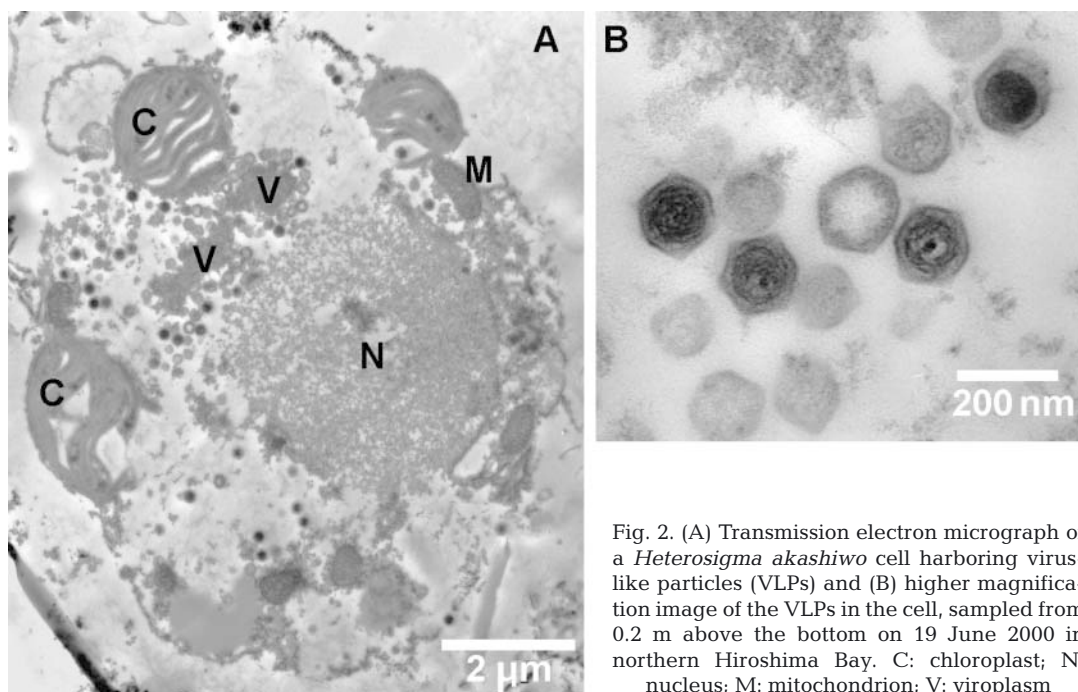 A
C
V
M
V
N
C
2 µm
B
200 nm
Fig. 2. (A) Transmission electron micrograph o
a Heterosigma akashiwo cell harboring virus
like particles (VLPs) and (B) higher magnifica
tion image of the VLPs in the cell, sampled from
0.2 m above the bottom on 19 June 2000 in
northern Hiroshima Bay. C: chloroplast; N
nucleus; M: mitochondrion; V: viroplasm